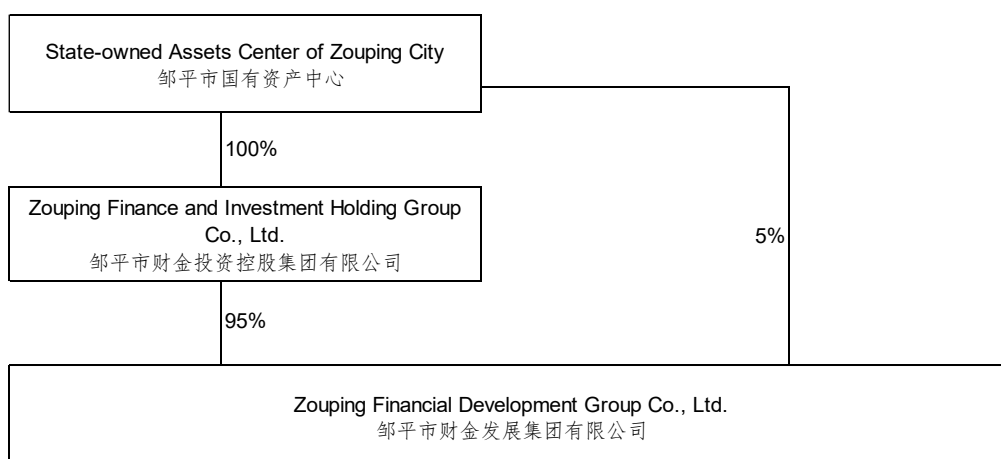 State-owned Assets Center of Zouping City
邹平市国有资产中心
100%
Zouping Finance and Investment Holding Group
Co., Ltd.
邹平市财金投资控股集团有限公司
5%
95%
Zouping Financial Development Group Co., Ltd.
邹平市财金发展集团有限公司